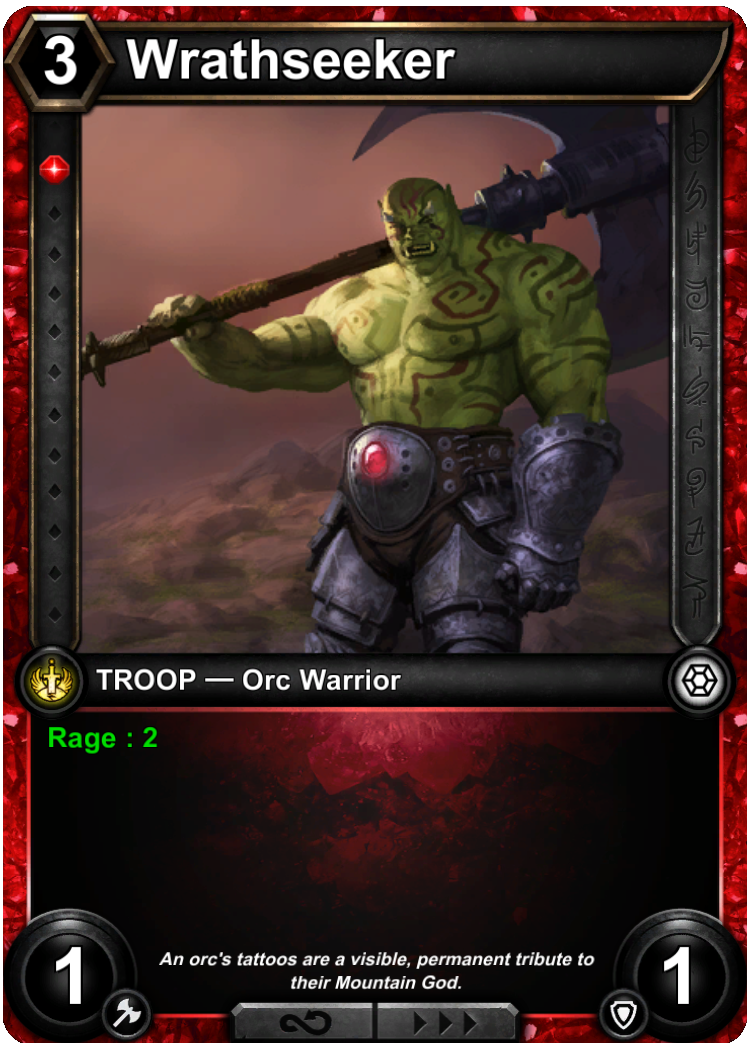 3 Wrathseeker
TROOP — Orc Warrior
Rage : 2
An orc's tattoos are a visible, permanent tribute to
their Mountain God.
1 1